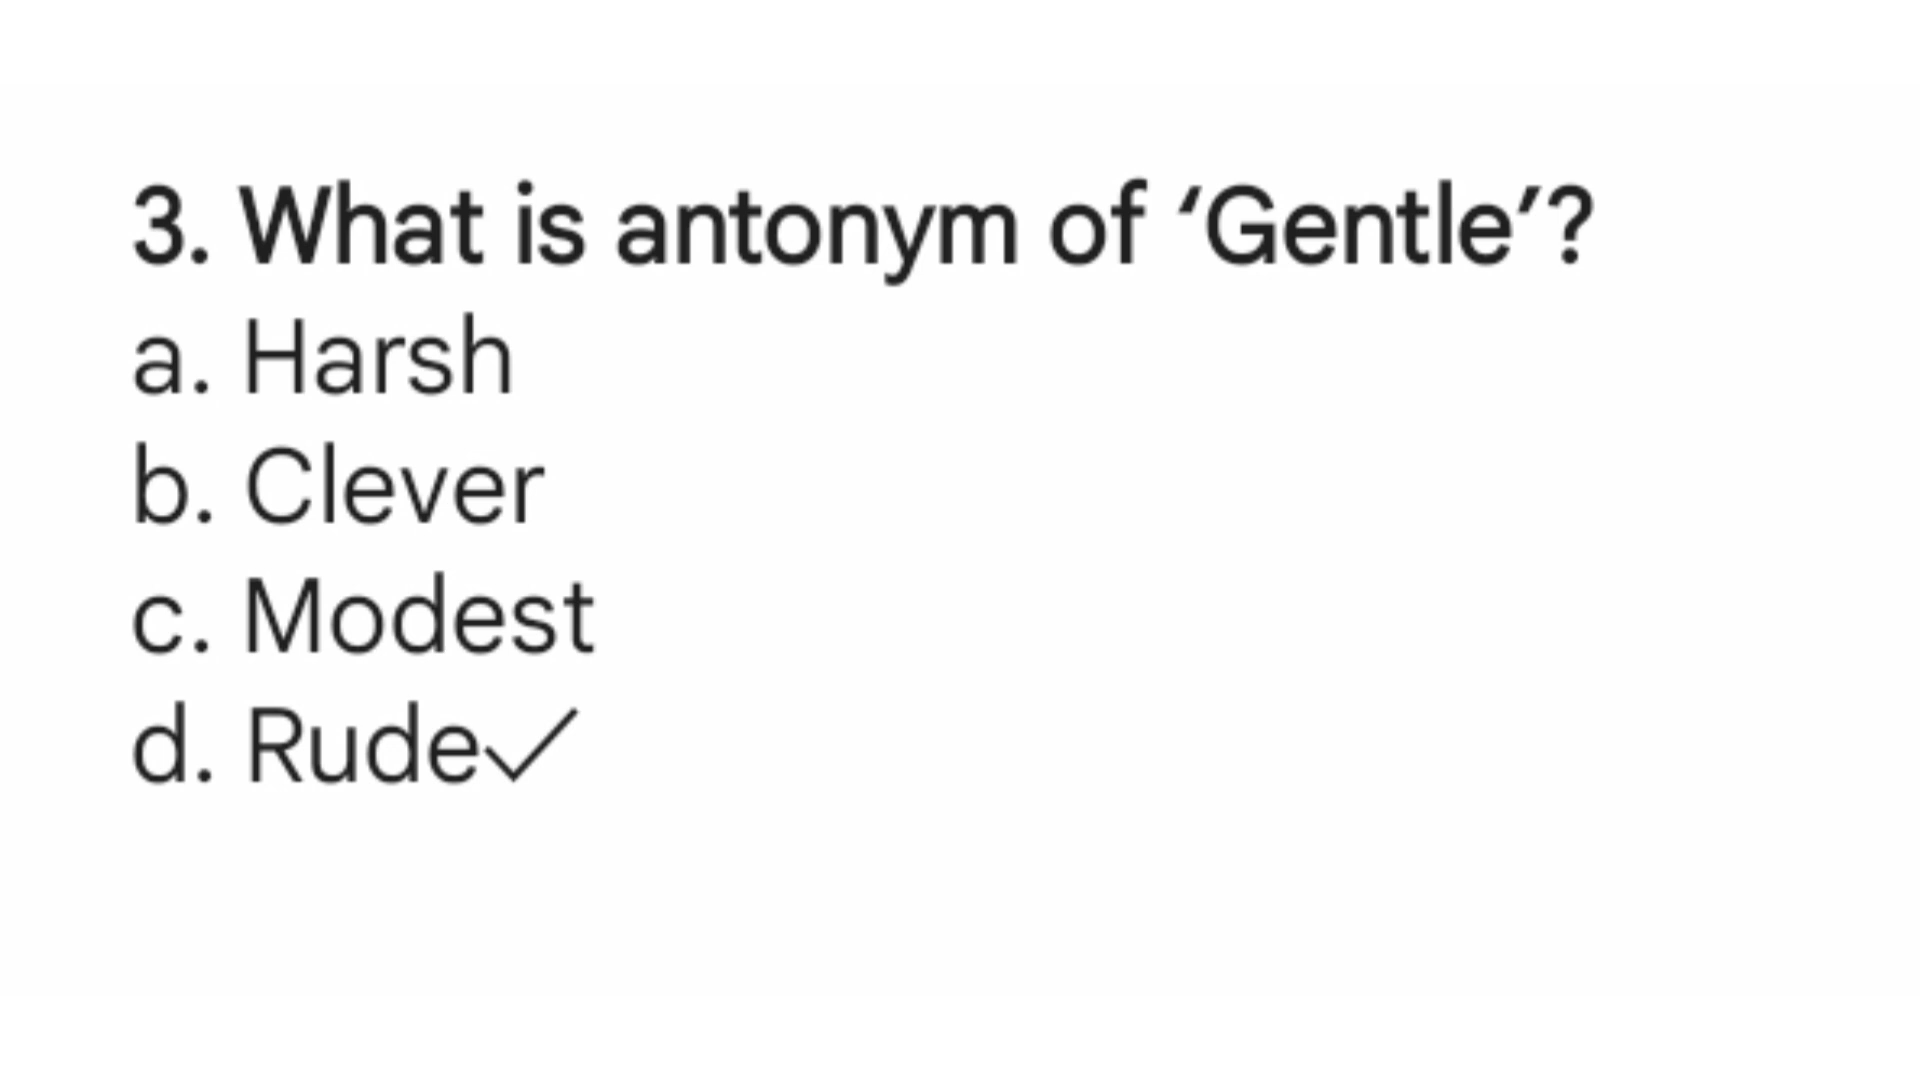 3. What is antonym of ‘Gentle’?
a. Harsh
b. Clever
c. Modest
d. Rude✓